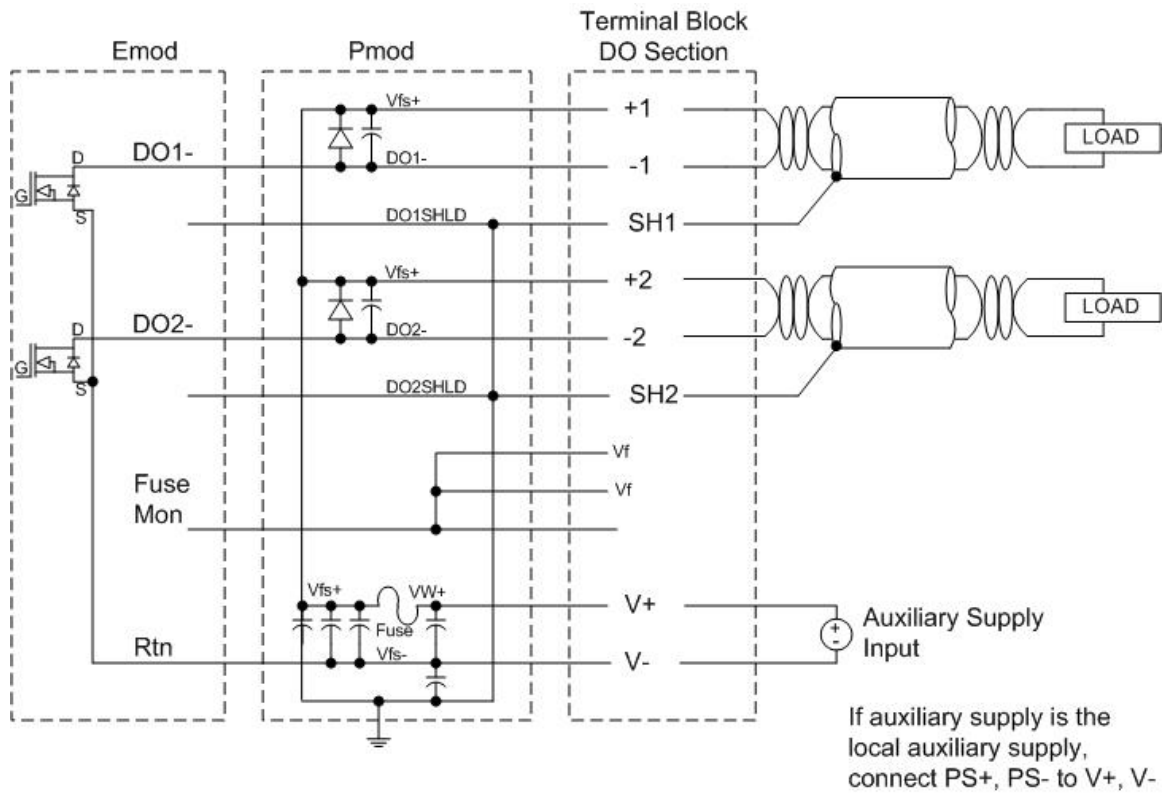 Terminal Block
DO Section
Emod
Pmod
Vfs+
+1
LOAD
D
DO1-
DO1-
-1
G
S
DO1SHLD
SH1
Vfs+
+2
LOAD
D
DO2-
DO2-
-2
G
S
DO2SHLD
SH2
Vf
Fuse
Mon
Vf
Vfs+
VW+
V+
Fuse
+
-
Auxiliary Supply
Input
Rtn
Vfs-
V-
If auxiliary supply is the
local auxiliary supply,
connect PS+, PS- to V+, V-